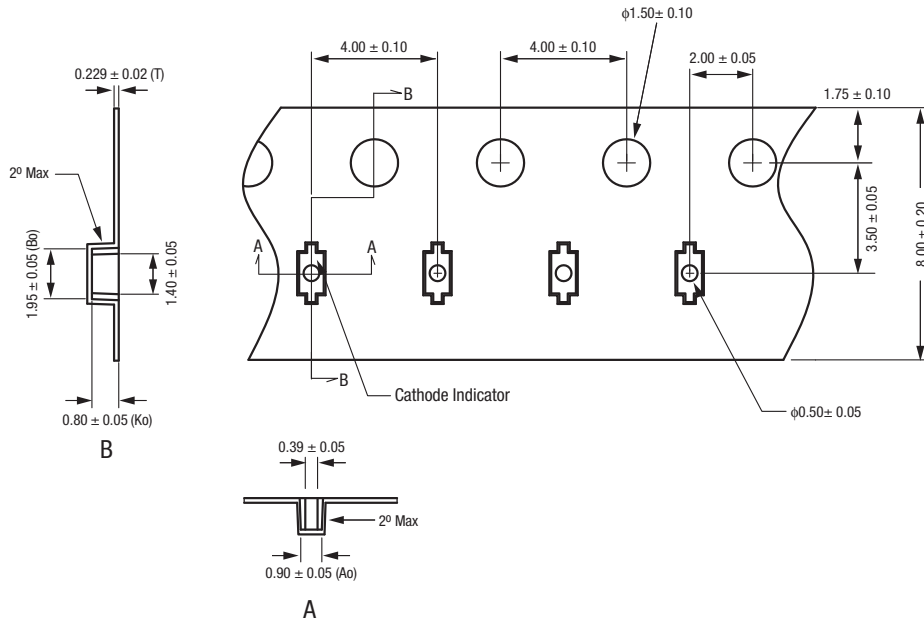 ϕ1.50± 0.10
4.00 ± 0.10
4.00 ± 0.10
2.00 ± 0.05
0.229 ± 0.02 (T)
B
1.75 ± 0.10
2º Max
3.50 ± 0.05
8.00 ± 0.20
A
A
1.95 ± 0.05 (Bo)
1.40 ± 0.05
B
Cathode Indicator
ϕ0.50± 0.05
0.80 ± 0.05 (Ko)
B
0.39 ± 0.05
2º Max
0.90 ± 0.05 (Ao)
A